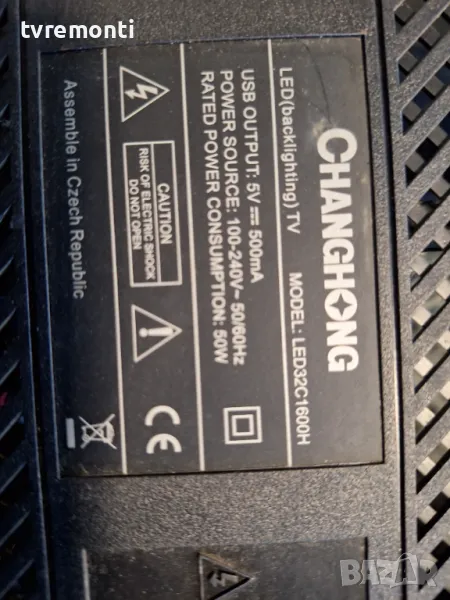 @tvremonti
CHANGHONG
LED(backlighting) TV MODEL: LED32C1600H
USB OUTPUT: 5V⎓500mA
POWER SOURCE: 100-240V~ 50/60Hz
RATED POWER CONSUMPTION: 50W
CAUTION
RISK OF ELECTRIC SHOCK
DO NOT OPEN
CE
Assemble in Czech Republic
BAZAR